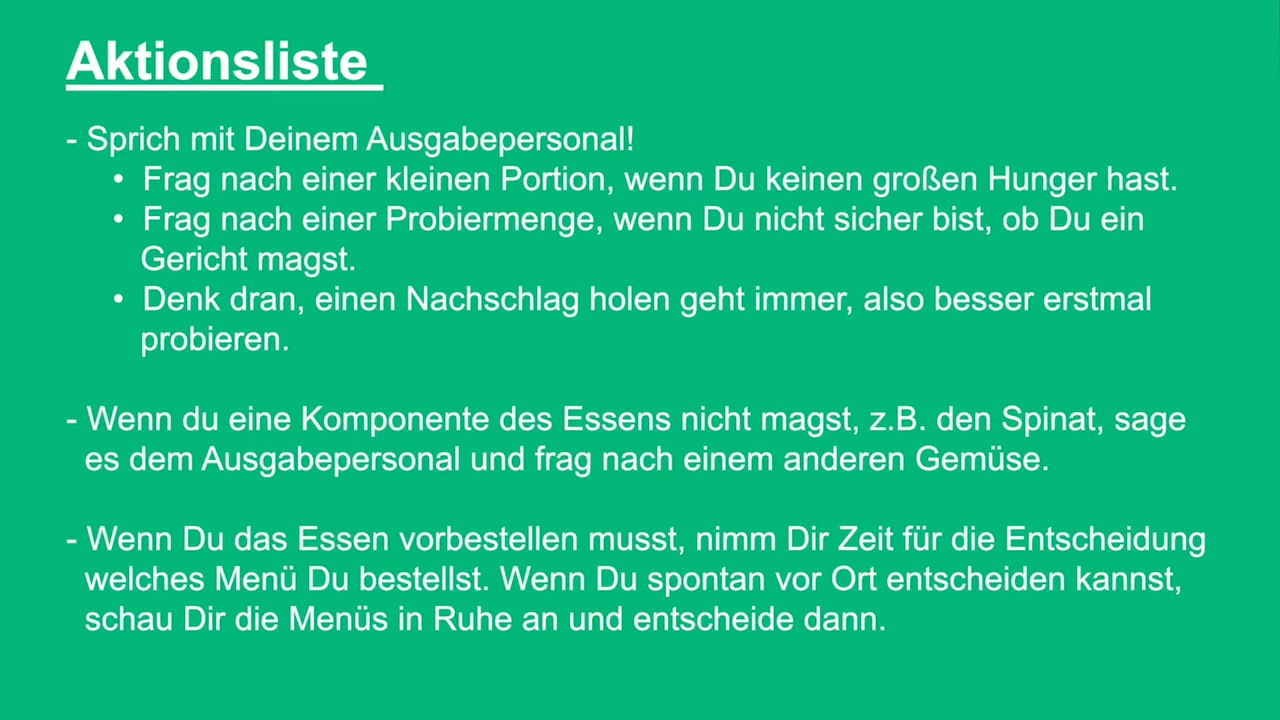 Aktionsliste
- Sprich mit Deinem Ausgabepersonal!
• Frag nach einer kleinen Portion, wenn Du keinen großen Hunger hast.
• Frag nach einer Probiermenge, wenn Du nicht sicher bist, ob Du ein
Gericht magst.
• Denk dran, einen Nachschlag holen geht immer, also besser erstmal
probieren.
- Wenn du eine Komponente des Essens nicht magst, z.B. den Spinat, sage
es dem Ausgabepersonal und frag nach einem anderen Gemüse.
- Wenn Du das Essen vorbestellen musst, nimm Dir Zeit für die Entscheidung
welches Menü Du bestellst. Wenn Du spontan vor Ort entscheiden kannst,
schau Dir die Menüs in Ruhe an und entscheide dann.